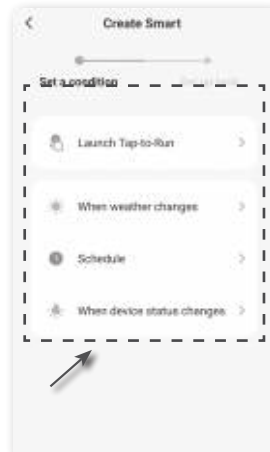 Create Smart
Set a condition
Launch Tap-to-Run
When weather changes
Schedule
When device status changes